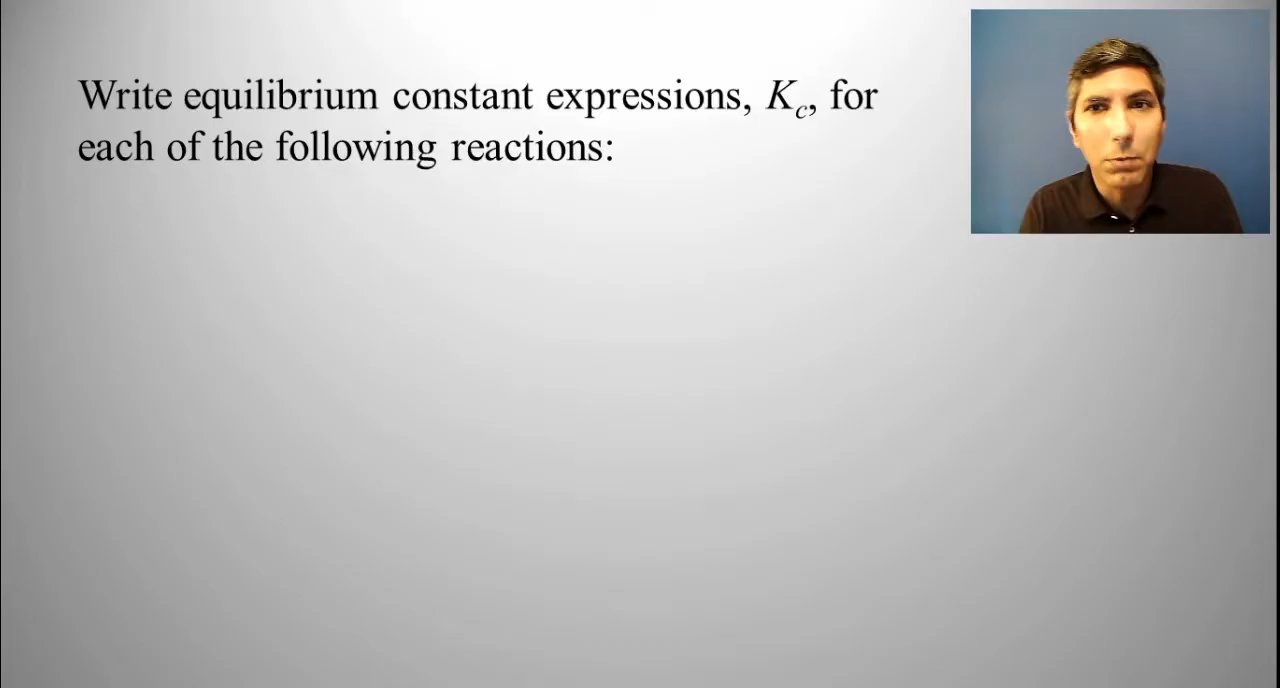 Write equilibrium constant expressions, Kc, for
each of the following reactions: